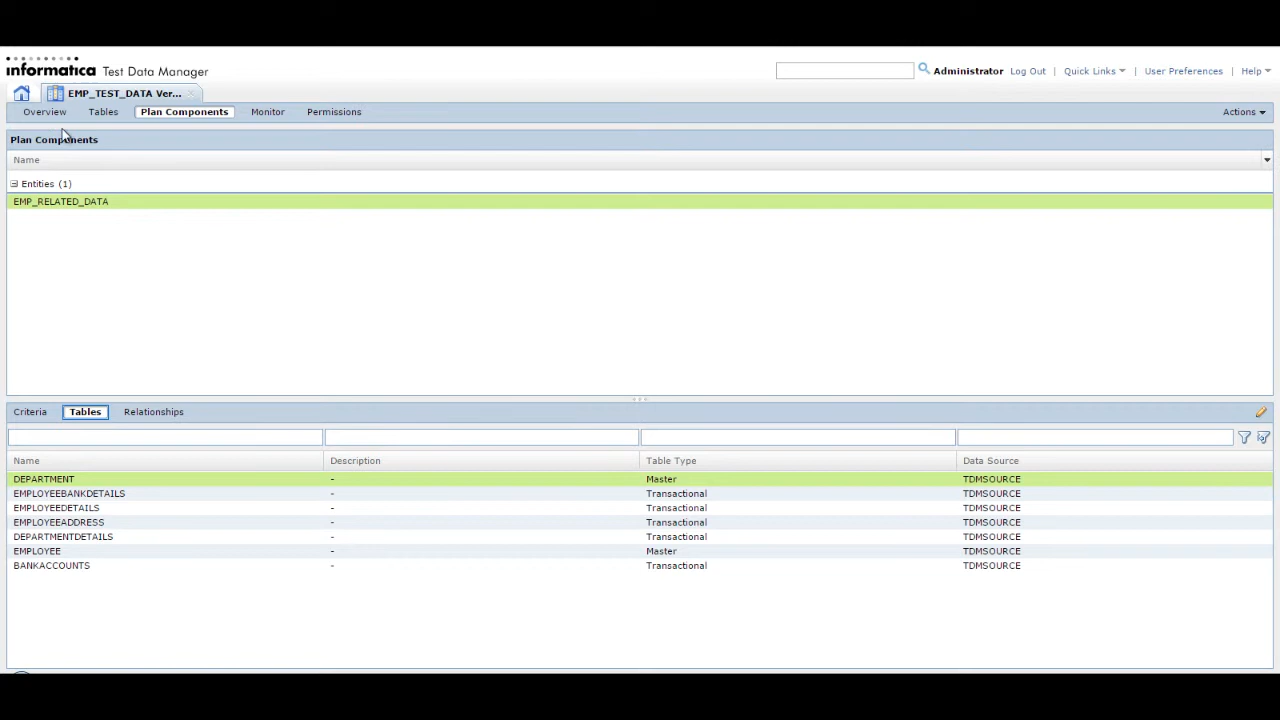 informatica Test Data Manager
Administrator Log Out Quick Links | User Preferences | Help
EMP_TEST_DATA Ver...
Overview Tables Plan Components Monitor Permissions Actions
Plan Components
Name
Entities (1)
EMP_RELATED_DATA
Criteria Tables Relationships
Name Description Table Type Data Source
DEPARTMENT - Master TDMSOURCE
EMPLOYEEBANKDETAILS - Transactional TDMSOURCE
EMPLOYEEDETAILS - Transactional TDMSOURCE
EMPLOYEEADDRESS - Transactional TDMSOURCE
DEPARTMENTDETAILS - Transactional TDMSOURCE
EMPLOYEE - Master TDMSOURCE
BANKACCOUNTS - Transactional TDMSOURCE